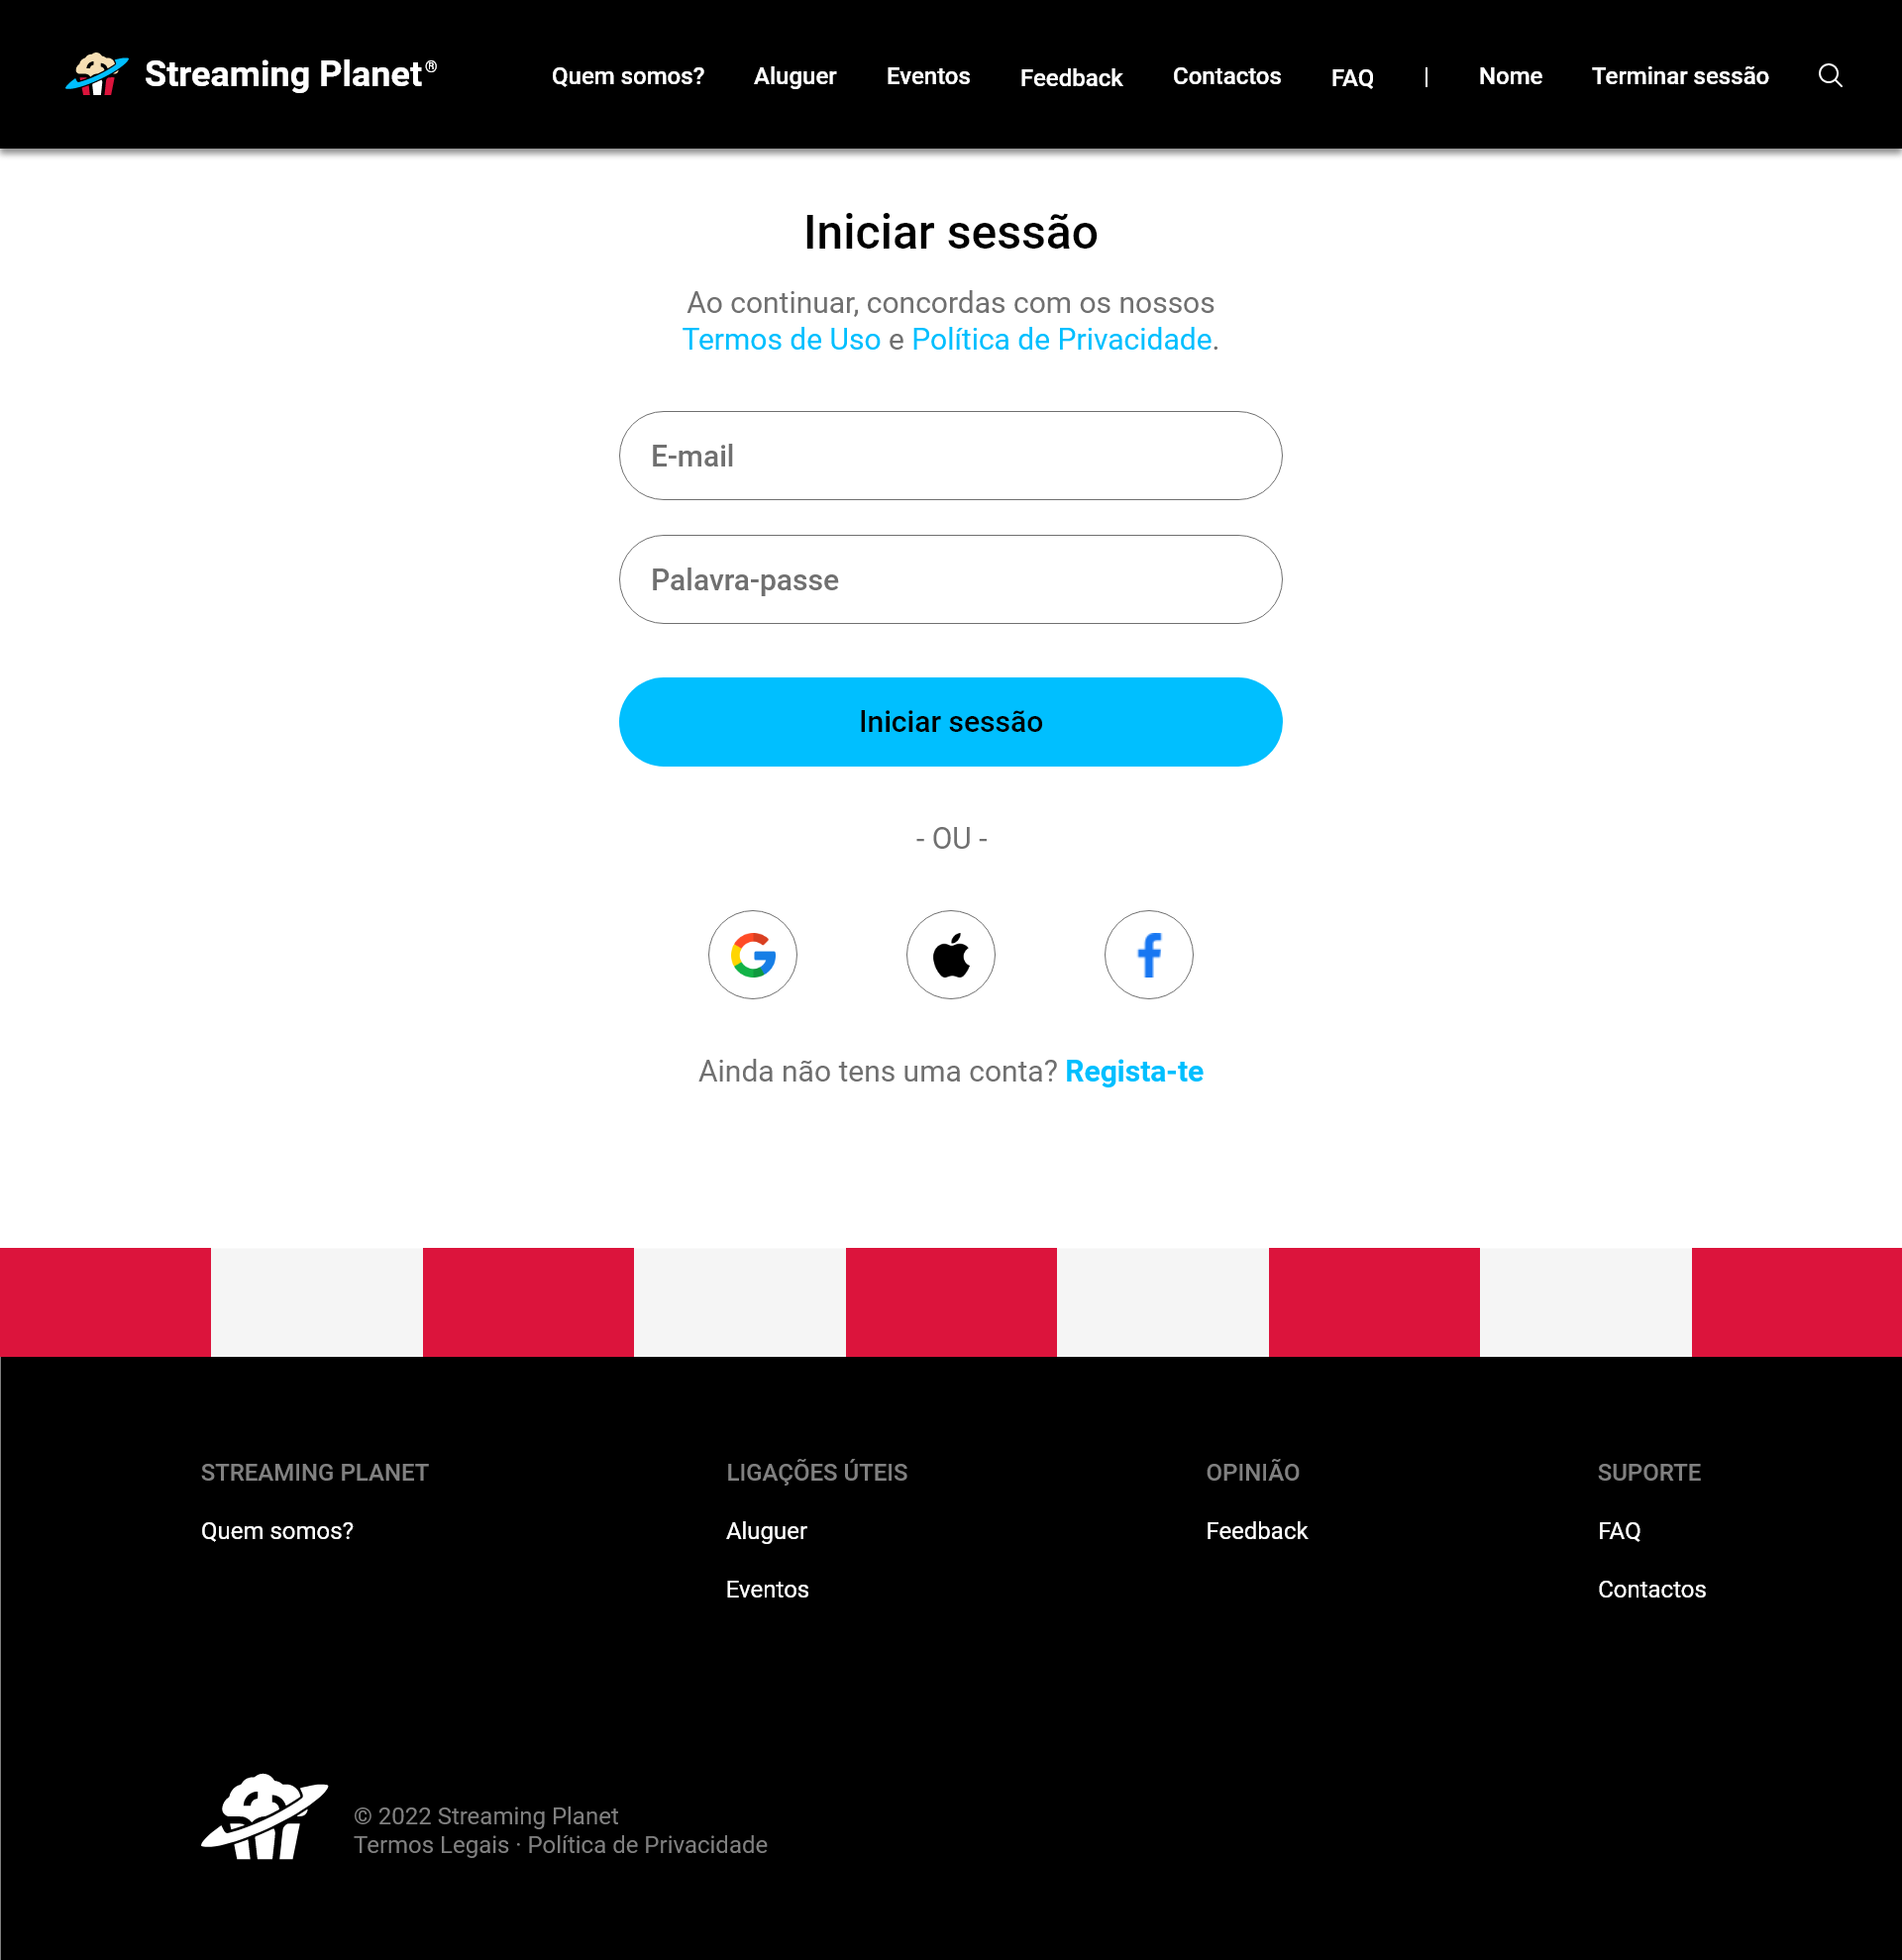 Streaming Planet®
Quem somos? Aluguer Eventos Feedback Contactos FAQ | Nome Terminar sessão
Iniciar sessão
Ao continuar, concordas com os nossos
Termos de Uso e Política de Privacidade.
E-mail
Palavra-passe
Iniciar sessão
- OU -
Ainda não tens uma conta? Regista-te
STREAMING PLANET
Quem somos?
LIGAÇÕES ÚTEIS
Aluguer
Eventos
OPINIÃO
Feedback
SUPORTE
FAQ
Contactos
© 2022 Streaming Planet
Termos Legais · Política de Privacidade